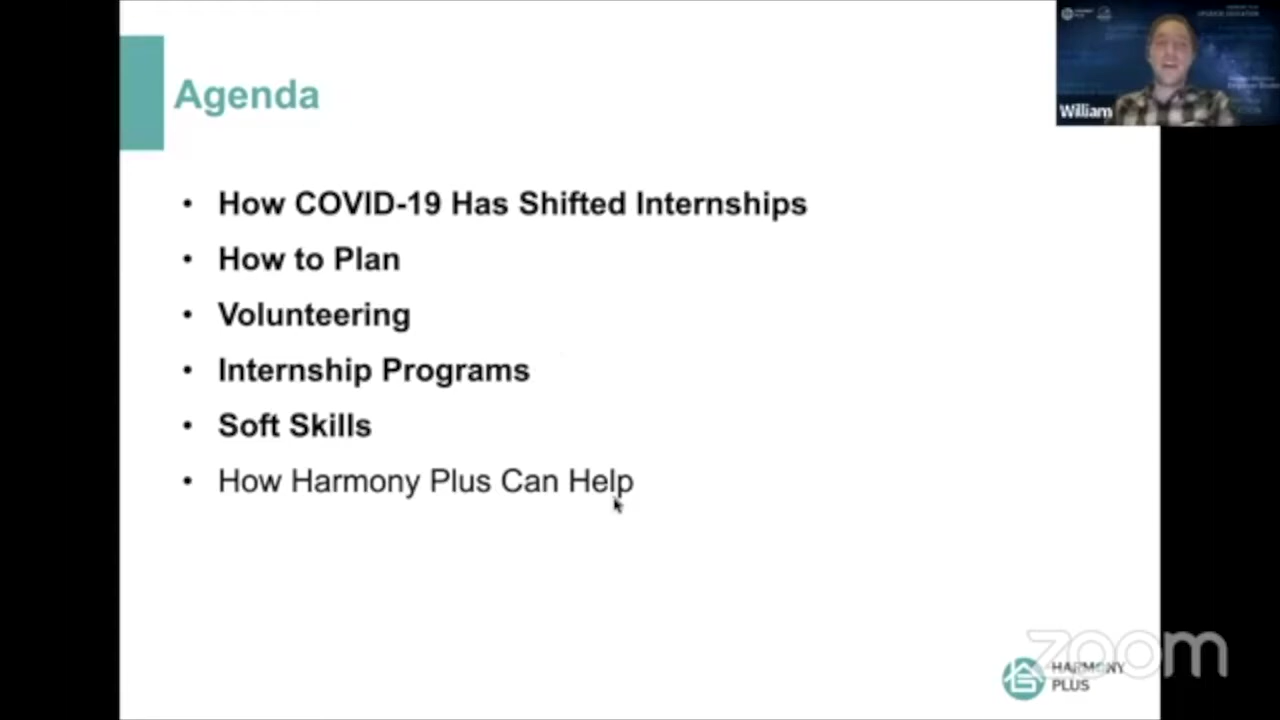 Agenda
William
• How COVID-19 Has Shifted Internships
• How to Plan
• Volunteering
• Internship Programs
• Soft Skills
• How Harmony Plus Can Help
zoom
HARMONY
PLUS